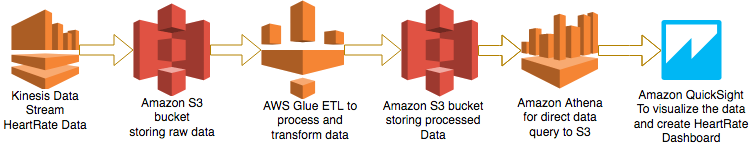 Kinesis Data
Stream
HeartRate Data
Amazon S3
bucket
storing raw data
AWS Glue ETL to
process and
transform data
Amazon S3 bucket
storing processed
Data
Amazon Athena
for direct data
query to S3
Amazon QuickSight
To visualize the data
and create HeartRate
Dashboard